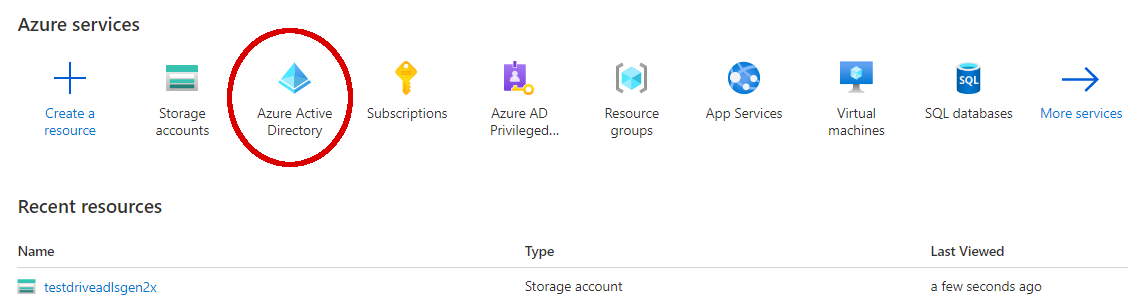 Azure services
Create a resource
Storage accounts
Azure Active Directory
Subscriptions
Azure AD Privileged...
Resource groups
App Services
Virtual machines
SQL
SQL databases
More services
Recent resources
Name Type Last Viewed
testdriveadlsgen2x Storage account a few seconds ago